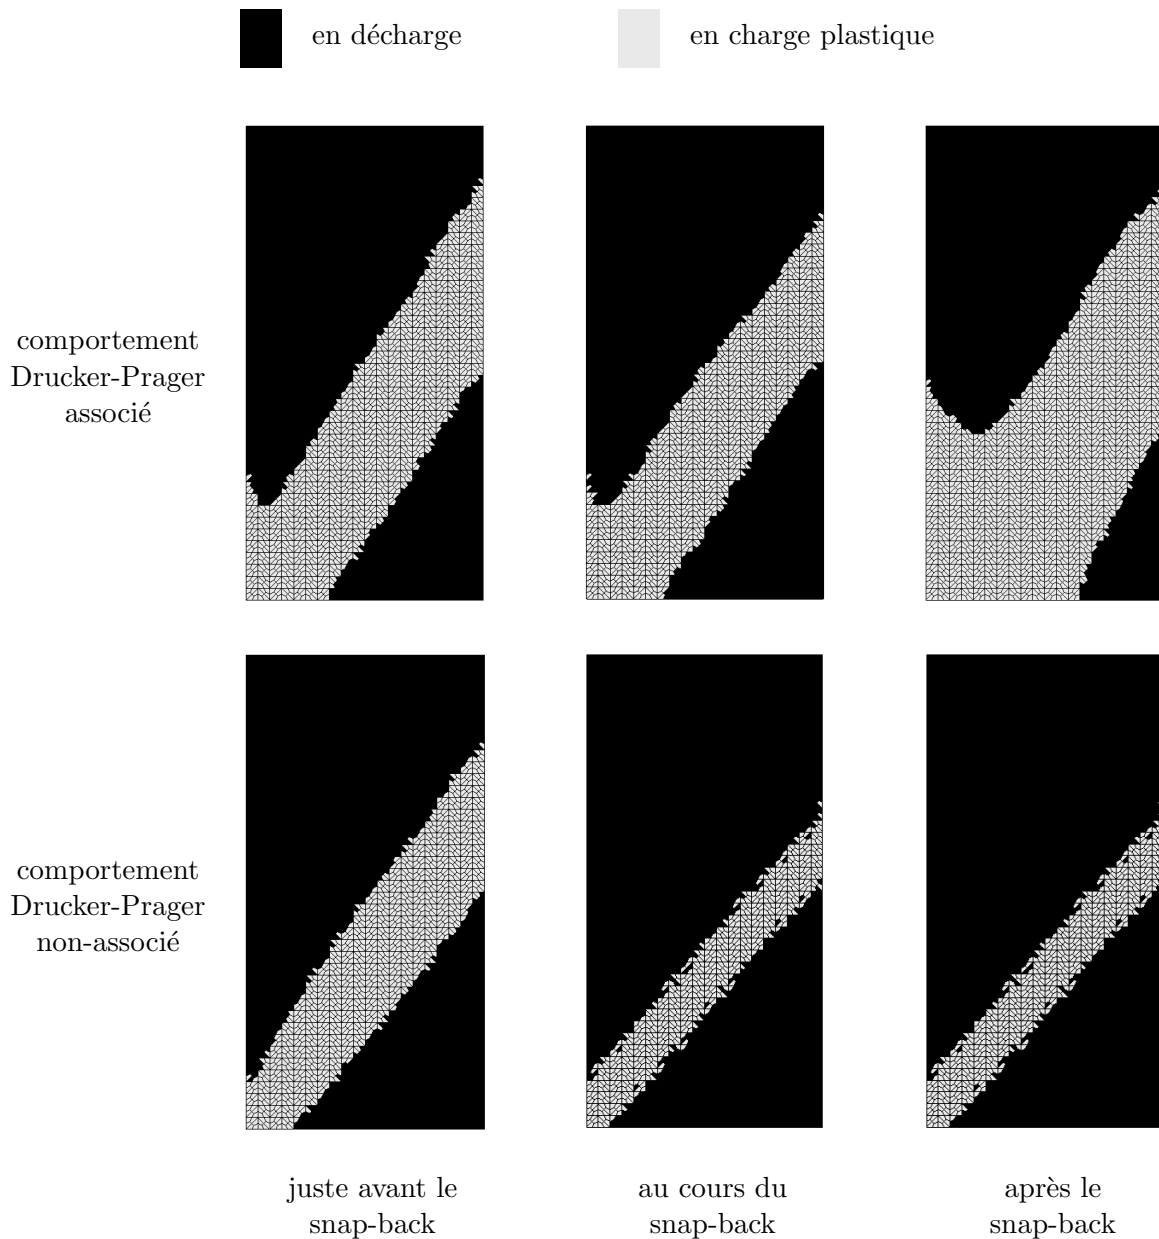 en décharge
en charge plastique
comportement
Drucker-Prager
associé
comportement
Drucker-Prager
non-associé
juste avant le
snap-back
au cours du
snap-back
après le
snap-back